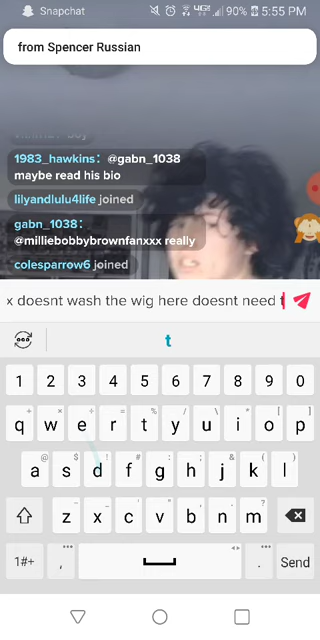 Snapchat 90% 5:55 PM
from Spencer Russian
1983_hawkins: @gabn_1038
maybe read his bio
lilyandlulu4life joined
gabn_1038:
@milliebobbybrownfanxxx really
colesparrow6 joined
x doesnt wash the wig here doesnt need t
t
1 2 3 4 5 6 7 8 9 0
q w e r t y u i o p
a s d f g h j k l
z x c v b n m
1#+ , . Send